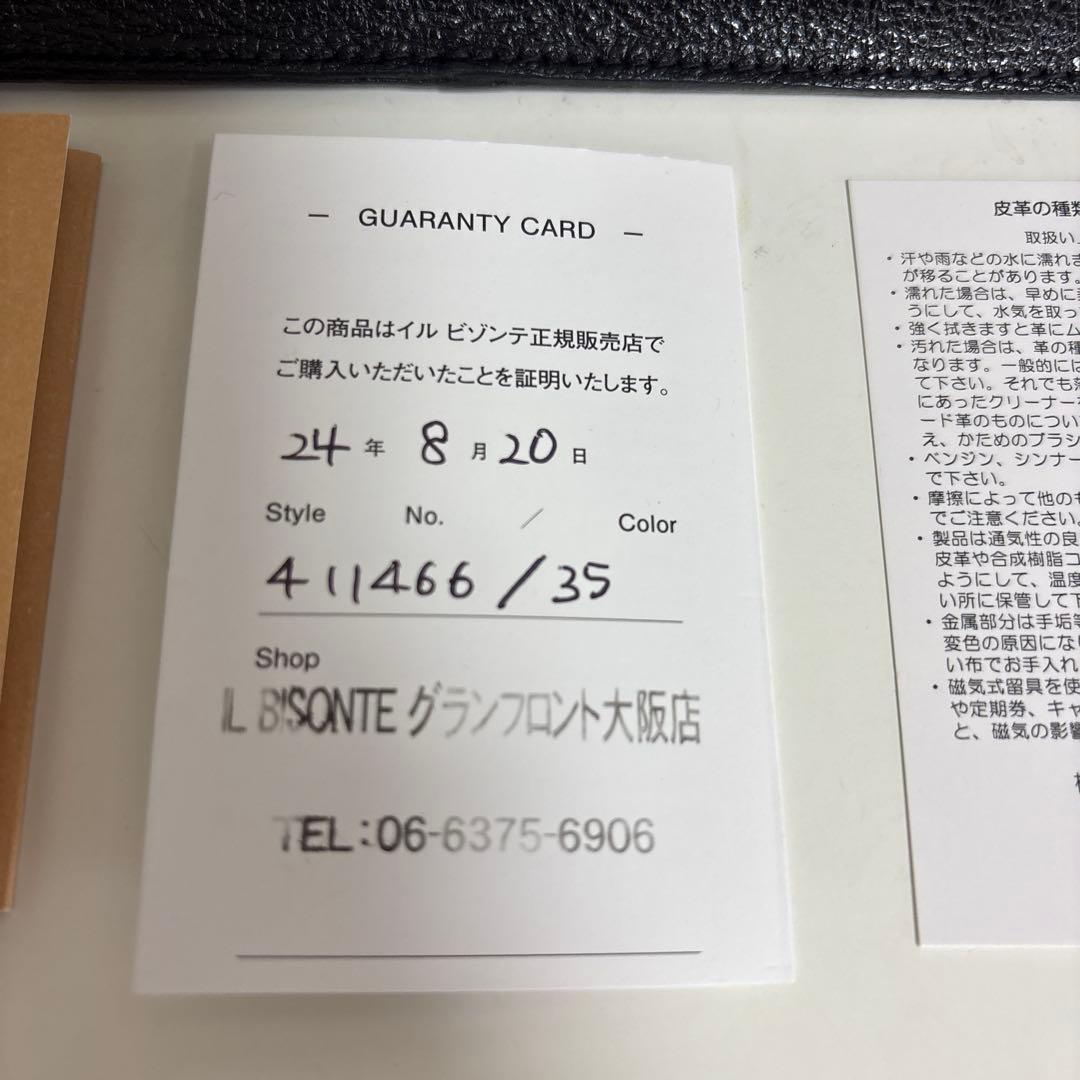 — GUARANTY CARD —
この商品はイル ビゾンテ正規販売店で
ご購入いただいたことを証明いたします。
24 年 8 月 20 日
Style No. ／ Color
411466 / 35
Shop
IL BISONTE グランフロント大阪店
TEL:06-6375-6906
皮革の種類
取扱い
・汗や雨などの水に濡れ
が移ることがあります。
・濡れた場合は、早めに
うにして、水気を取っ
・強く拭きますと革にム
・汚れた場合は、革の種
なります。一般的には
て下さい。それでも
にあったクリーナー
ード革のものについ
え、かためのブラシ
・ベンジン、シンナー
で下さい。
・摩擦によって他のも
でご注意ください。
・製品は通気性の良
皮革や合成樹脂コ
ようにして、温度
い所に保管して下
・金属部分は手垢等
変色の原因にな
い布でお手入れ
・磁気式留具を使
や定期券、キャ
と、磁気の影響